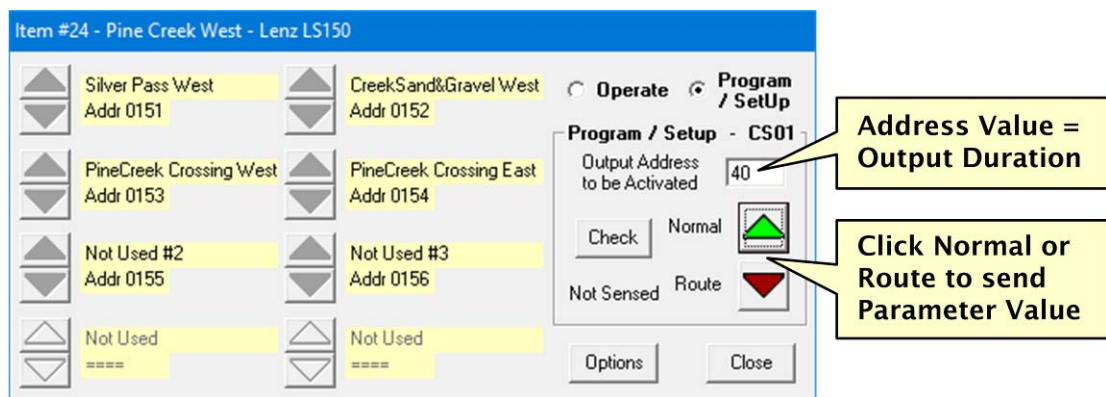 Item #24 - Pine Creek West - Lenz LS150
Silver Pass West
Addr 0151
CreekSand&Gravel West
Addr 0152
PineCreek Crossing West
Addr 0153
PineCreek Crossing East
Addr 0154
Not Used #2
Addr 0155
Not Used #3
Addr 0156
Not Used
====
Not Used
====
Operate
Program
/ SetUp
Program / Setup - CS01
Output Address
to be Activated
40
Check
Normal
Not Sensed
Route
Options
Close
Address Value =
Output Duration
Click Normal or
Route to send
Parameter Value